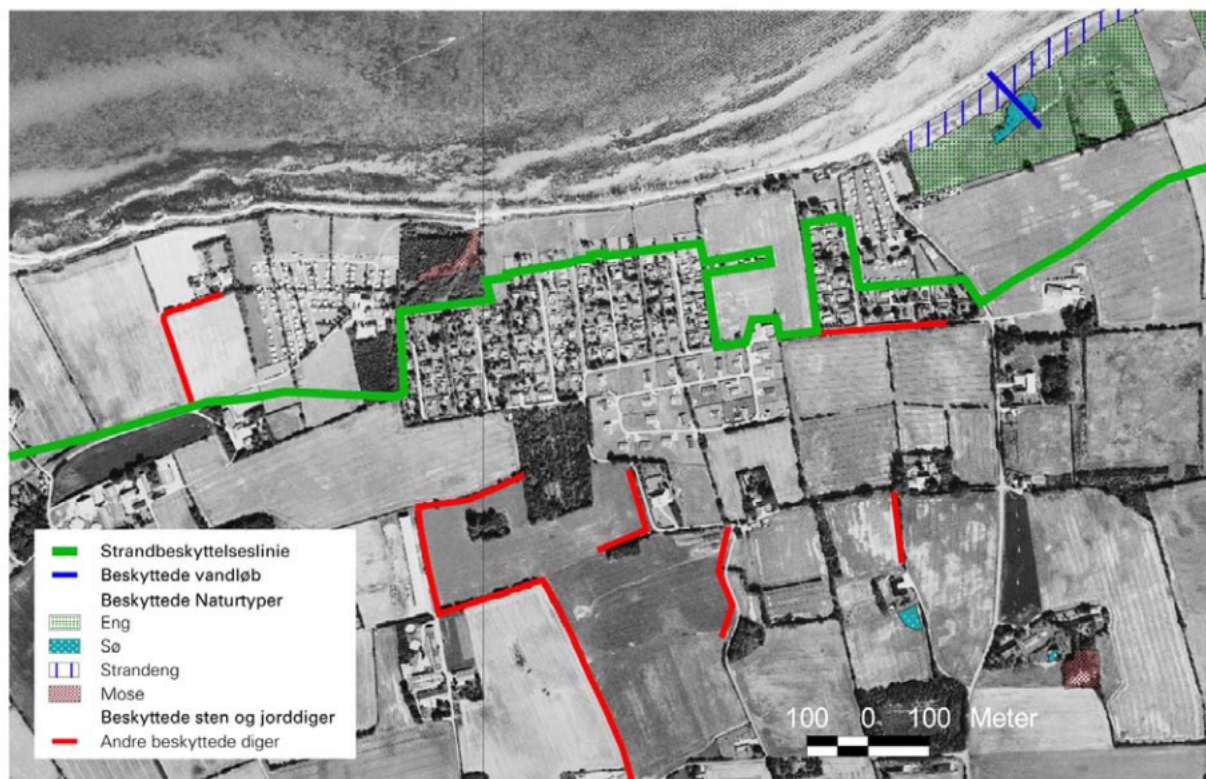 Strandbeskyttelseslinie
Beskyttede vandløb
Beskyttede Naturtyper
Eng
Sø
Strandeng
Mose
Beskyttede sten og jorddiger
Andre beskyttede diger
100 0 100 Meter